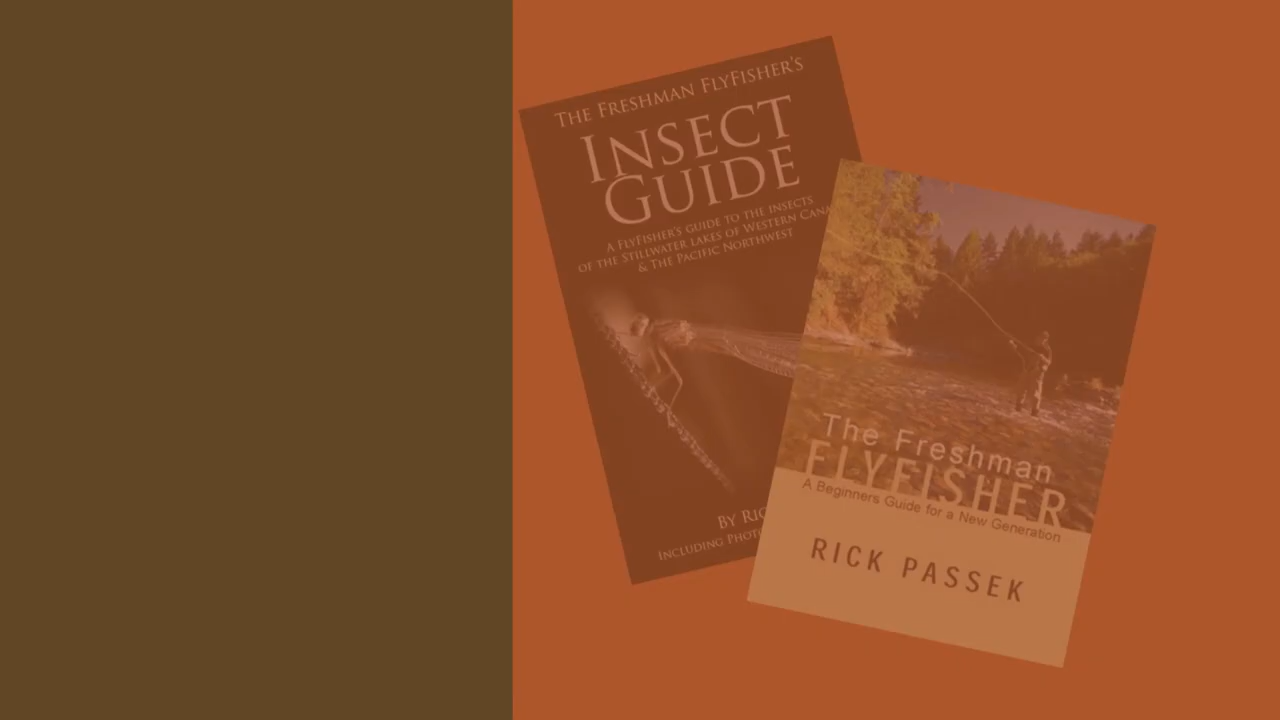 The Freshman FlyFisher's
Insect
Guide
A FlyFisher's guide to the insects
of the Stillwater lakes of Western
& The Pacific Northwest
By
Including
The Freshman
FLYFISHER
A Beginners Guide for a New Generation
RICK PASSEK